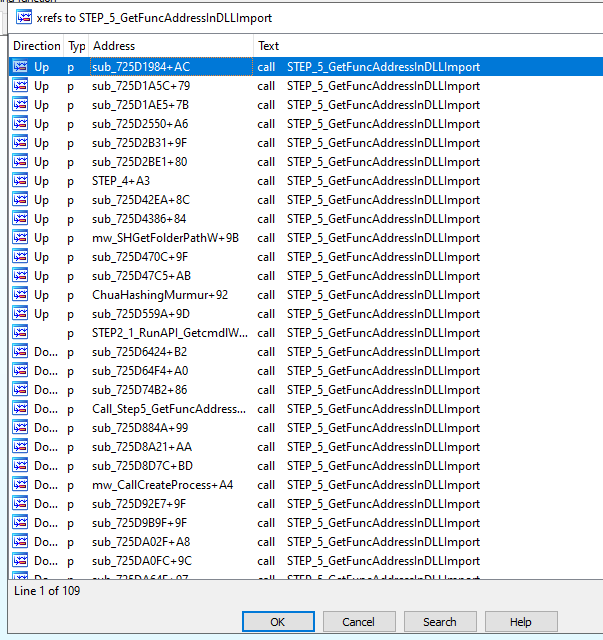 xrefs to STEP_5_GetFuncAddressInDLLImport
Direction Typ Address Text
Up p sub_725D1984+AC call STEP_5_GetFuncAddressInDLLImport
Up p sub_725D1A5C+79 call STEP_5_GetFuncAddressInDLLImport
Up p sub_725D1AE5+7B call STEP_5_GetFuncAddressInDLLImport
Up p sub_725D2550+A6 call STEP_5_GetFuncAddressInDLLImport
Up p sub_725D2B31+9F call STEP_5_GetFuncAddressInDLLImport
Up p sub_725D2BE1+80 call STEP_5_GetFuncAddressInDLLImport
Up p STEP_4+A3 call STEP_5_GetFuncAddressInDLLImport
Up p sub_725D42EA+8C call STEP_5_GetFuncAddressInDLLImport
Up p sub_725D4386+84 call STEP_5_GetFuncAddressInDLLImport
Up p mw_SHGetFolderPathW+9B call STEP_5_GetFuncAddressInDLLImport
Up p sub_725D470C+9F call STEP_5_GetFuncAddressInDLLImport
Up p sub_725D47C5+AB call STEP_5_GetFuncAddressInDLLImport
Up p ChuaHashingMurmur+92 call STEP_5_GetFuncAddressInDLLImport
Up p sub_725D559A+9D call STEP_5_GetFuncAddressInDLLImport
p STEP2_1_RunAPI_GetcmdlW... call STEP_5_GetFuncAddressInDLLImport
Do... p sub_725D6424+B2 call STEP_5_GetFuncAddressInDLLImport
Do... p sub_725D64F4+A0 call STEP_5_GetFuncAddressInDLLImport
Do... p sub_725D74B2+86 call STEP_5_GetFuncAddressInDLLImport
Do... p Call_Step5_GetFuncAddress... call STEP_5_GetFuncAddressInDLLImport
Do... p sub_725D884A+99 call STEP_5_GetFuncAddressInDLLImport
Do... p sub_725D8A21+AA call STEP_5_GetFuncAddressInDLLImport
Do... p sub_725D8D7C+BD call STEP_5_GetFuncAddressInDLLImport
Do... p mw_CallCreateProcess+A4 call STEP_5_GetFuncAddressInDLLImport
Do... p sub_725D92E7+9F call STEP_5_GetFuncAddressInDLLImport
Do... p sub_725D9B9F+9F call STEP_5_GetFuncAddressInDLLImport
Do... p sub_725DA02F+A8 call STEP_5_GetFuncAddressInDLLImport
Do... p sub_725DA0FC+9C call STEP_5_GetFuncAddressInDLLImport
Do... p sub_725DA64E+97 call STEP_5_GetFuncAddressInDLLImport
Line 1 of 109
OK Cancel Search Help